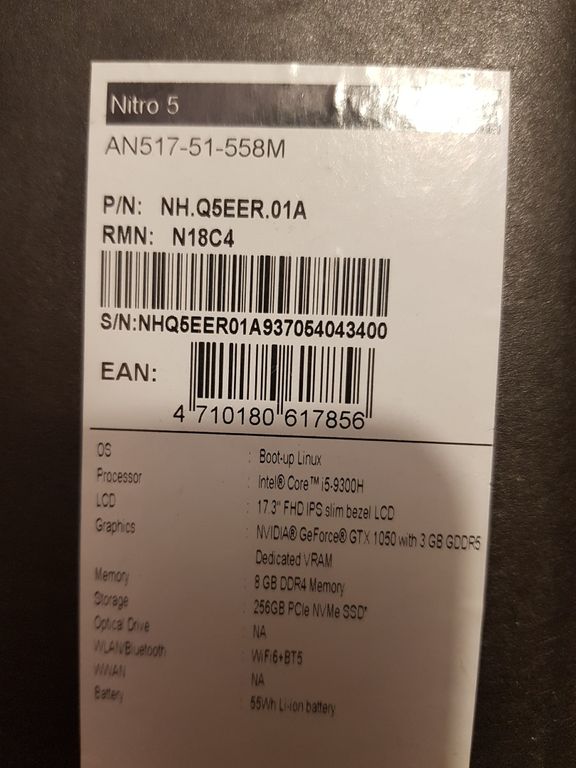 Nitro 5
AN517-51-558M
P/N: NH.Q5EER.01A
RMN: N18C4
S/N:NHQ5EER01A937054043400
EAN:
4 710180 617856
OS : Boot-up Linux
Processor : Intel® Core™ i5-9300H
LCD : 17.3" FHD IPS slim bezel LCD
Graphics : NVIDIA® GeForce® GTX 1050 with 3 GB GDDR5
Dedicated VRAM
Memory : 8 GB DDR4 Memory
Storage : 256GB PCIe NVMe SSD*
Optical Drive : NA
WLAN/Bluetooth : WiFi6+BT5
WWAN : NA
Battery : 55Wh Li-ion battery